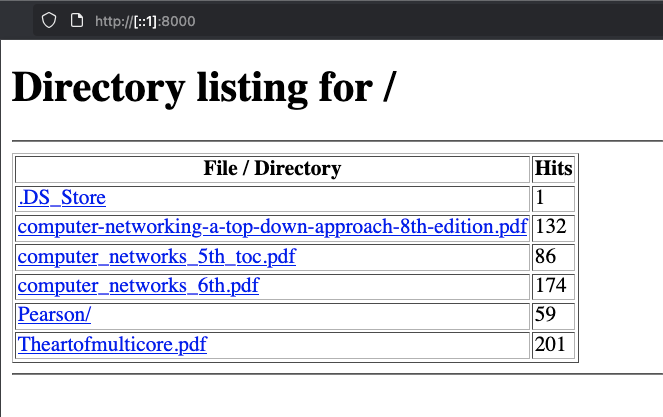 http://[::1]:8000
Directory listing for /
File / Directory Hits
.DS_Store 1
computer-networking-a-top-down-approach-8th-edition.pdf 132
computer_networks_5th_toc.pdf 86
computer_networks_6th.pdf 174
Pearson/ 59
Theartofmulticore.pdf 201